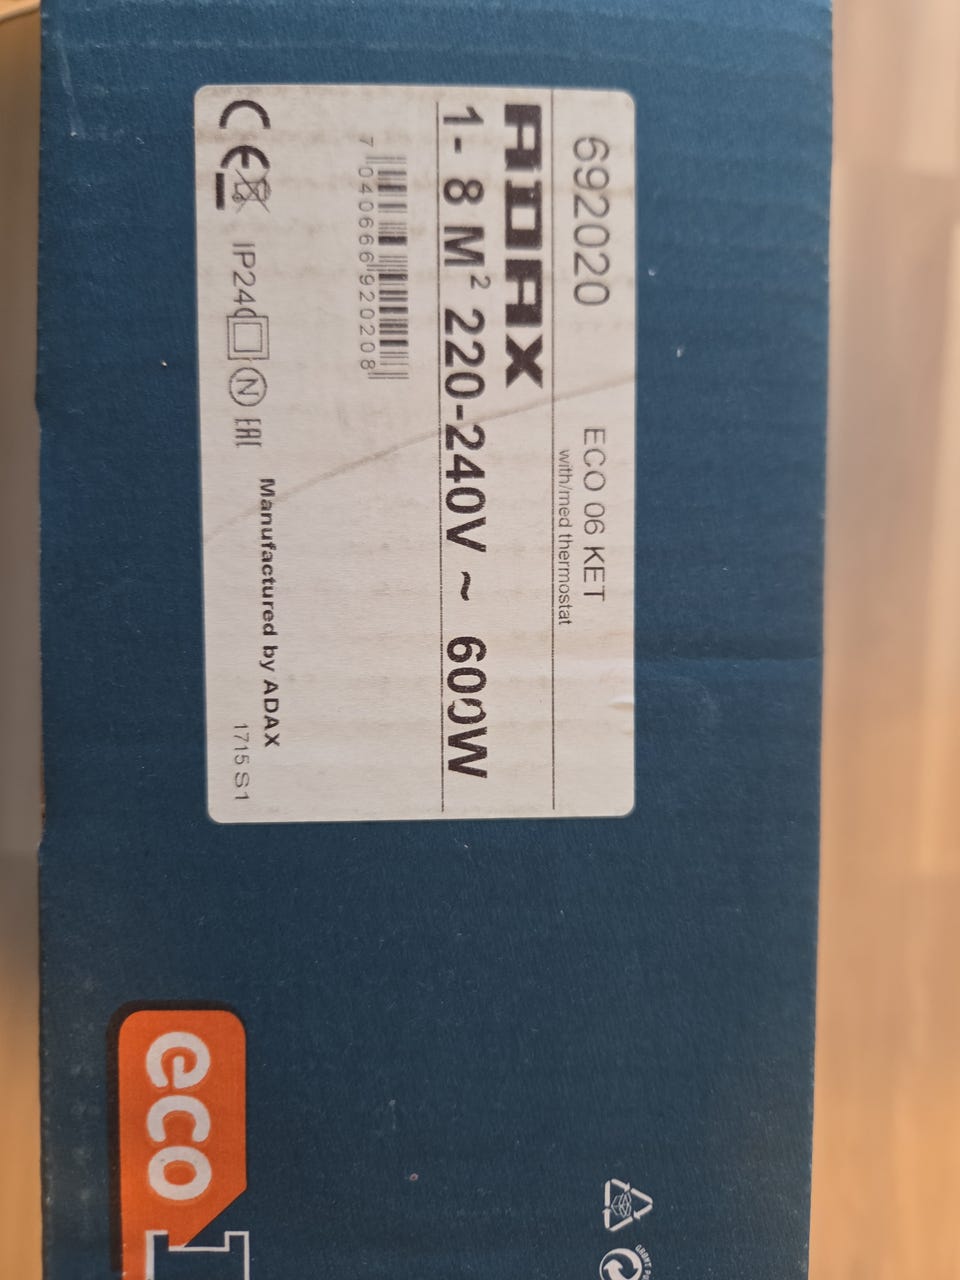 692020 ECO 06 KET
with/med thermostat
ADAX
1- 8 M² 220-240V ~ 600W
7 040666 920208
CE IP24 N EAC
Manufactured by ADAX
1715 S1
eco